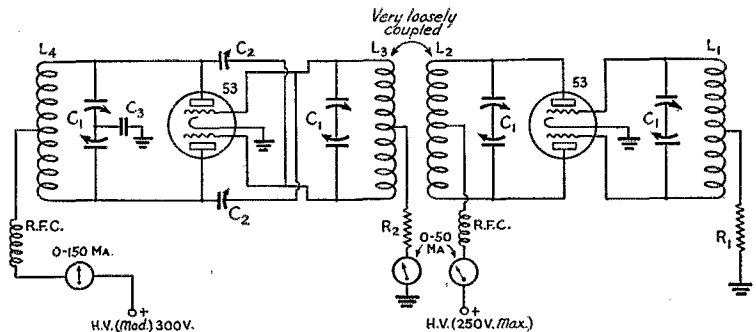 Very loosely
coupled
L4
C2
L3
L2
L1
53
53
C1
C3
C1
C1
C1
C2
R.F.C.
0-150 MA.
R2
0-50
MA
R.F.C.
R1
+
H.V.(Mod.) 300V.
+
H.V.(250V. Max.)